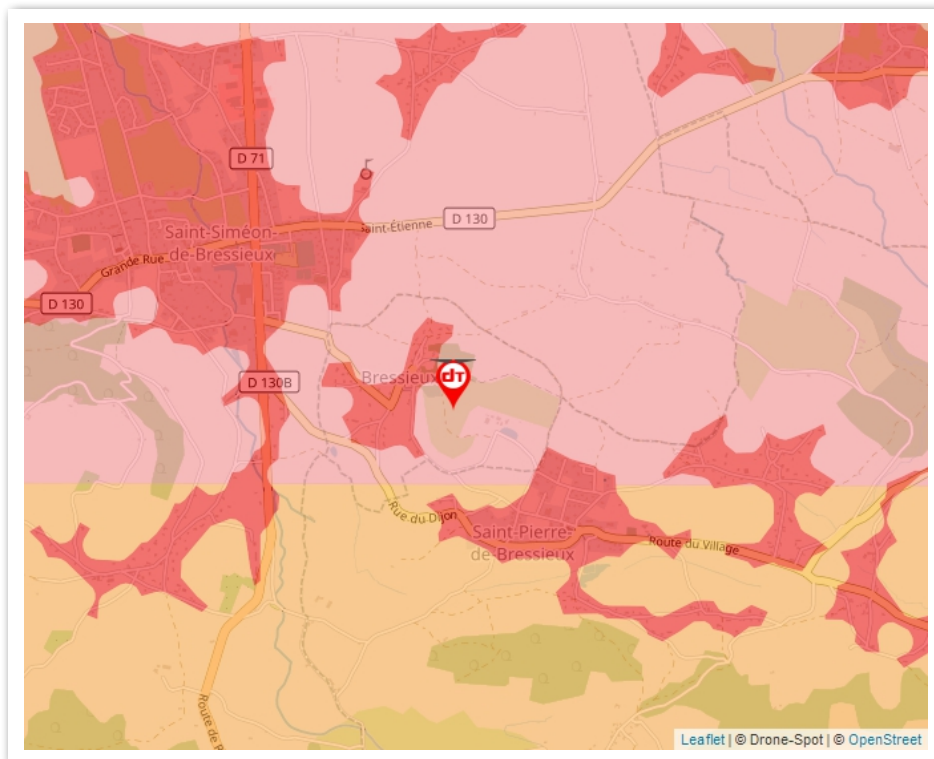 D 71
D 130
Saint-Étienne
Saint-Siméon-
de-Bressieux
Grande Rue
D 130
Bressieux
dT
D 130B
Rue du Dijon
Saint-Pierre-
de-Bressieux
Route du Village
Route de
Leaflet | © Drone-Spot | © OpenStreet